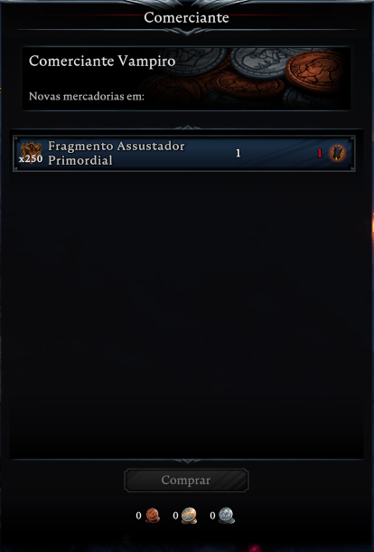 Comerciante
Comerciante Vampiro
Novas mercadorias em:
x250 Fragmento Assustador 1 1
Primordial
Comprar
0 0 0